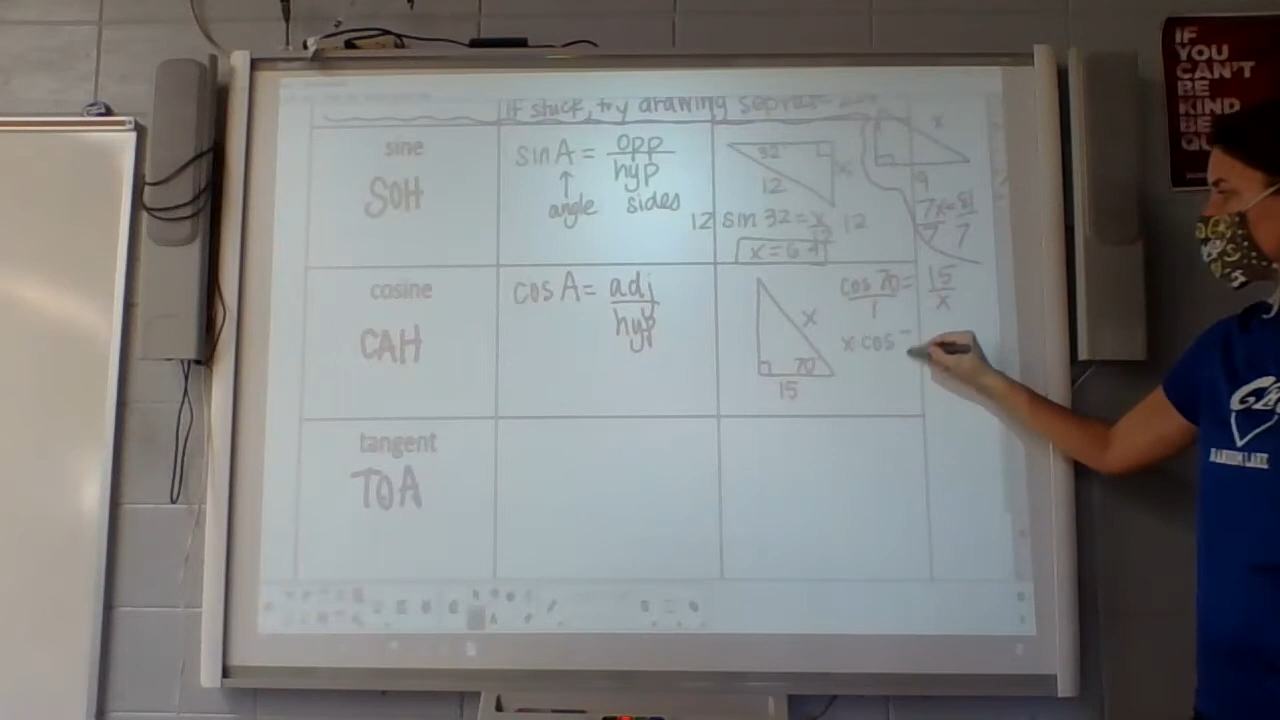 If stuck, try drawing
sine
SOH
sin A = opp
hyp
↑
angle sides
32
x
12
12 sin 32 = x 12
12
x = 6.4
x
9
7x = 81
7 7
cosine
CAH
cos A = adj
hyp
x
70
15
cos 70 = 15
1 x
x cos 7
tangent
TOA
IF
YOU
CAN'T
BE
KIND
BE